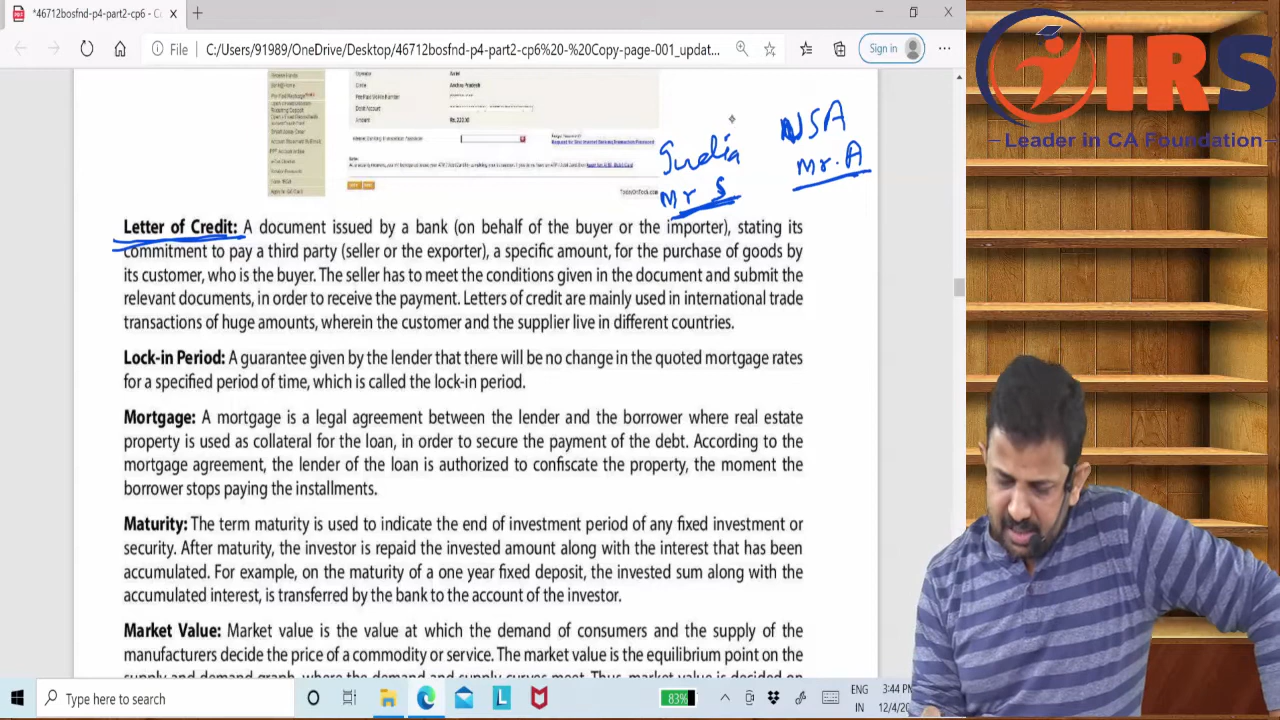 *46712bosfnd-p4-part2-cp6 - C
File
C:/Users/91989/OneDrive/Desktop/46712bosfnd-p4-part2-cp6%20-%20Copy-page-001_updat...
Sign in
IRS
Leader in CA Foundation
Operator
Circle
Andhra Pradesh
Debit Account
Amount
Rs.220.00
TodayOnTock.com
India
Mr S
USA
Mr. A
Letter of Credit: A document issued by a bank (on behalf of the buyer or the importer), stating its
commitment to pay a third party (seller or the exporter), a specific amount, for the purchase of goods by
its customer, who is the buyer. The seller has to meet the conditions given in the document and submit the
relevant documents, in order to receive the payment. Letters of credit are mainly used in international trade
transactions of huge amounts, wherein the customer and the supplier live in different countries.
Lock-in Period: A guarantee given by the lender that there will be no change in the quoted mortgage rates
for a specified period of time, which is called the lock-in period.
Mortgage: A mortgage is a legal agreement between the lender and the borrower where real estate
property is used as collateral for the loan, in order to secure the payment of the debt. According to the
mortgage agreement, the lender of the loan is authorized to confiscate the property, the moment the
borrower stops paying the installments.
Maturity: The term maturity is used to indicate the end of investment period of any fixed investment or
security. After maturity, the investor is repaid the invested amount along with the interest that has been
accumulated. For example, on the maturity of a one year fixed deposit, the invested sum along with the
accumulated interest, is transferred by the bank to the account of the investor.
Market Value: Market value is the value at which the demand of consumers and the supply of the
manufacturers decide the price of a commodity or service. The market value is the equilibrium point on the
Type here to search
83%
ENG
IN
3:44 PM
12/4/20